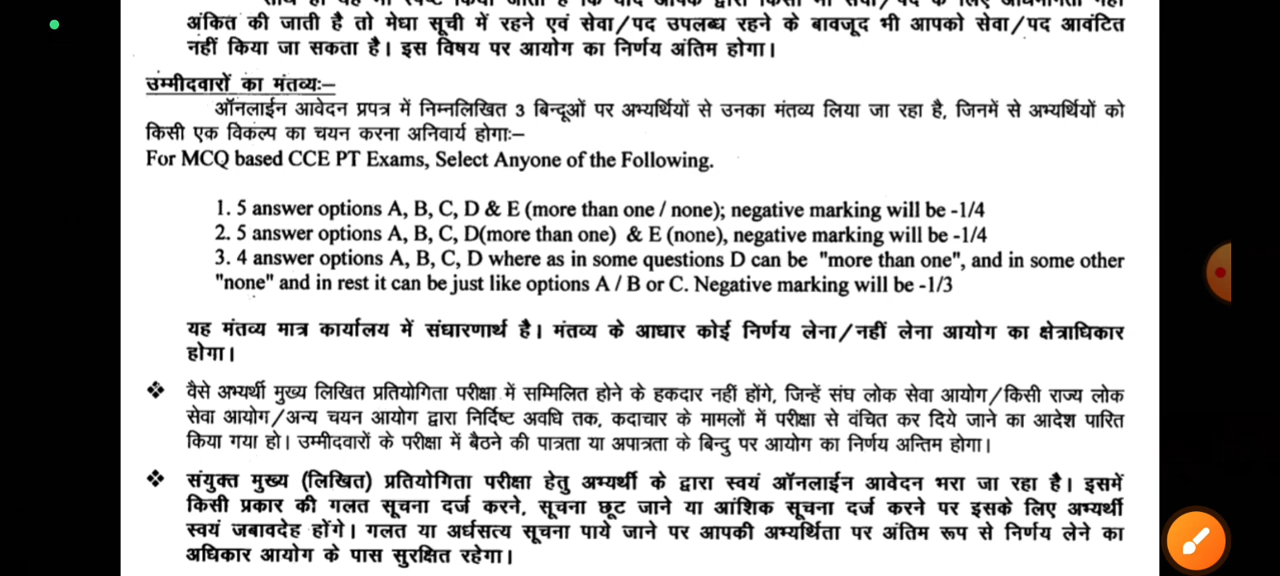 अंकित की जाती है तो मेधा सूची में रहने एवं सेवा/पद उपलब्ध रहने के बावजूद भी आपको सेवा/पद आवंटित
नहीं किया जा सकता है। इस विषय पर आयोग का निर्णय अंतिम होगा।
उम्मीदवारों का मंतव्यः–
ऑनलाईन आवेदन प्रपत्र में निम्नलिखित 3 बिन्दूओं पर अभ्यर्थियों से उनका मंतव्य लिया जा रहा है, जिनमें से अभ्यर्थियों को
किसी एक विकल्प का चयन करना अनिवार्य होगाः–
For MCQ based CCE PT Exams, Select Anyone of the Following.
1. 5 answer options A, B, C, D & E (more than one / none); negative marking will be -1/4
2. 5 answer options A, B, C, D(more than one) & E (none), negative marking will be -1/4
3. 4 answer options A, B, C, D where as in some questions D can be "more than one", and in some other
"none" and in rest it can be just like options A / B or C. Negative marking will be -1/3
यह मंतव्य मात्र कार्यालय में संधारणार्थ है। मंतव्य के आधार कोई निर्णय लेना/नहीं लेना आयोग का क्षेत्राधिकार
होगा।
❖ वैसे अभ्यर्थी मुख्य लिखित प्रतियोगिता परीक्षा में सम्मिलित होने के हकदार नहीं होंगे, जिन्हें संघ लोक सेवा आयोग/किसी राज्य लोक
सेवा आयोग/अन्य चयन आयोग द्वारा निर्दिष्ट अवधि तक, कदाचार के मामलों में परीक्षा से वंचित कर दिये जाने का आदेश पारित
किया गया हो। उम्मीदवारों के परीक्षा में बैठने की पात्रता या अपात्रता के बिन्दु पर आयोग का निर्णय अन्तिम होगा।
❖ संयुक्त मुख्य (लिखित) प्रतियोगिता परीक्षा हेतु अभ्यर्थी के द्वारा स्वयं ऑनलाईन आवेदन भरा जा रहा है। इसमें
किसी प्रकार की गलत सूचना दर्ज करने, सूचना छूट जाने या आंशिक सूचना दर्ज करने पर इसके लिए अभ्यर्थी
स्वयं जबावदेह होंगे। गलत या अर्धसत्य सूचना पाये जाने पर आपकी अभ्यर्थिता पर अंतिम रूप से निर्णय लेने का
अधिकार आयोग के पास सुरक्षित रहेगा।